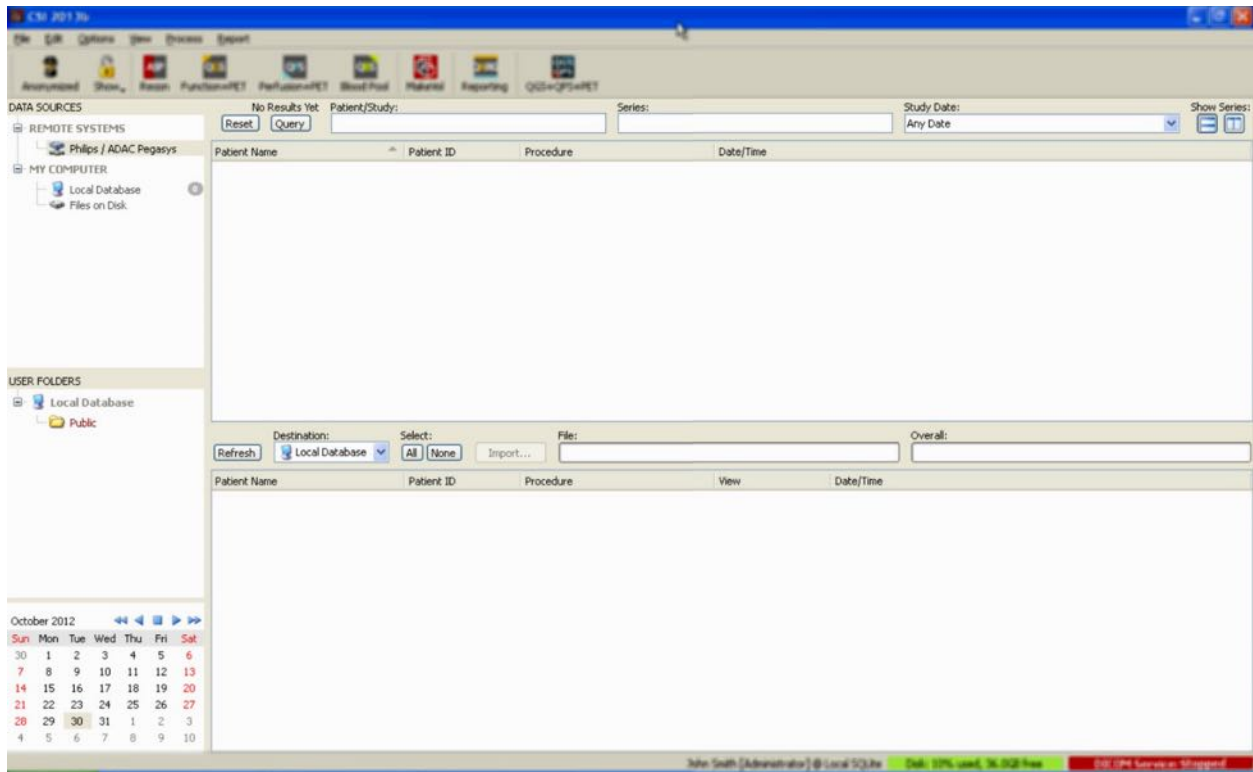 CSI 2013b
File Edit Options View Process Export
Anonymized Show... Recon Function+PET Perfusion+PET Blood Pool Reporting QGS+QPS+PET
DATA SOURCES
REMOTE SYSTEMS
Philips / ADAC Pegasys
MY COMPUTER
Local Database
Files on Disk
No Results Yet Patient/Study: Series: Study Date: Show Series:
Reset Query Any Date
Patient Name Patient ID Procedure Date/Time
USER FOLDERS
Local Database
Public
Destination: Select: File: Overall:
Refresh Local Database All None Import...
Patient Name Patient ID Procedure View Date/Time
October 2012
Sun Mon Tue Wed Thu Fri Sat
30 1 2 3 4 5 6
7 8 9 10 11 12 13
14 15 16 17 18 19 20
21 22 23 24 25 26 27
28 29 30 31 1 2 3
4 5 6 7 8 9 10
John Smith [Administrator] @ Local SQLite Disk: 10% used, 36.0GB free DICOM Service: Stopped